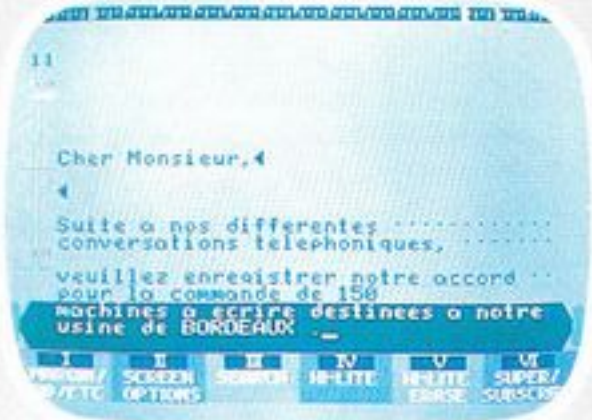 11
Cher Monsieur,
Suite a nos differentes
conversations telephoniques,
veuillez enregistrer notre accord
pour la commande de 150
machines a ecrire destinees a notre
usine de BORDEAUX ._
I II III IV V VI
SCREEN SEARCH HI-LITE HI-LITE SUPER/
OPTIONS ERASE